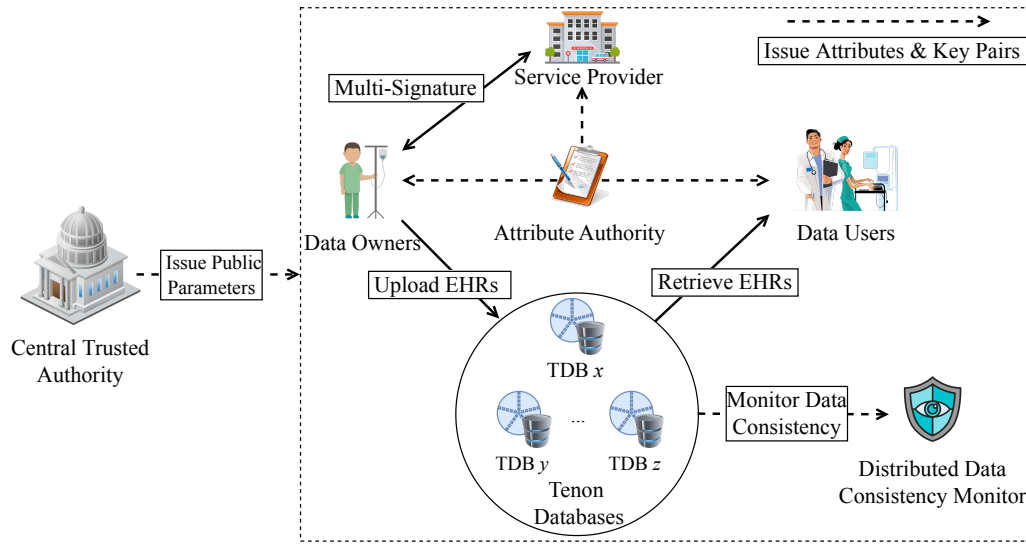 Issue Attributes & Key Pairs
Service Provider
Multi-Signature
Data Owners
Attribute Authority
Data Users
Issue Public
Parameters
Upload EHRs
Retrieve EHRs
Central Trusted
Authority
TDB x
TDB y
...
TDB z
Tenon
Databases
Monitor Data
Consistency
Distributed Data
Consistency Monitor